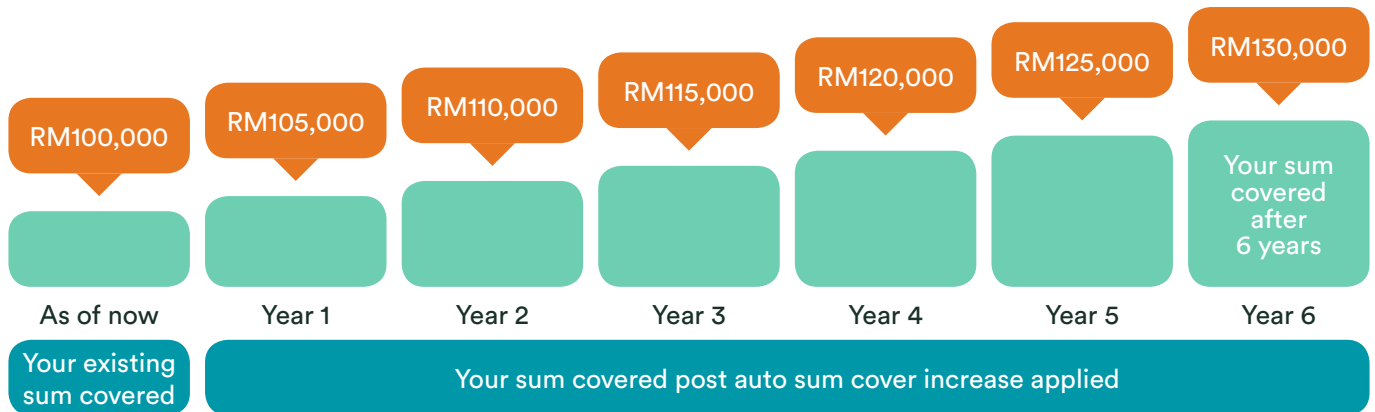 RM100,000
RM105,000
RM110,000
RM115,000
RM120,000
RM125,000
RM130,000
Your sum
covered
after
6 years
As of now
Year 1
Year 2
Year 3
Year 4
Year 5
Year 6
Your existing
sum covered
Your sum covered post auto sum cover increase applied